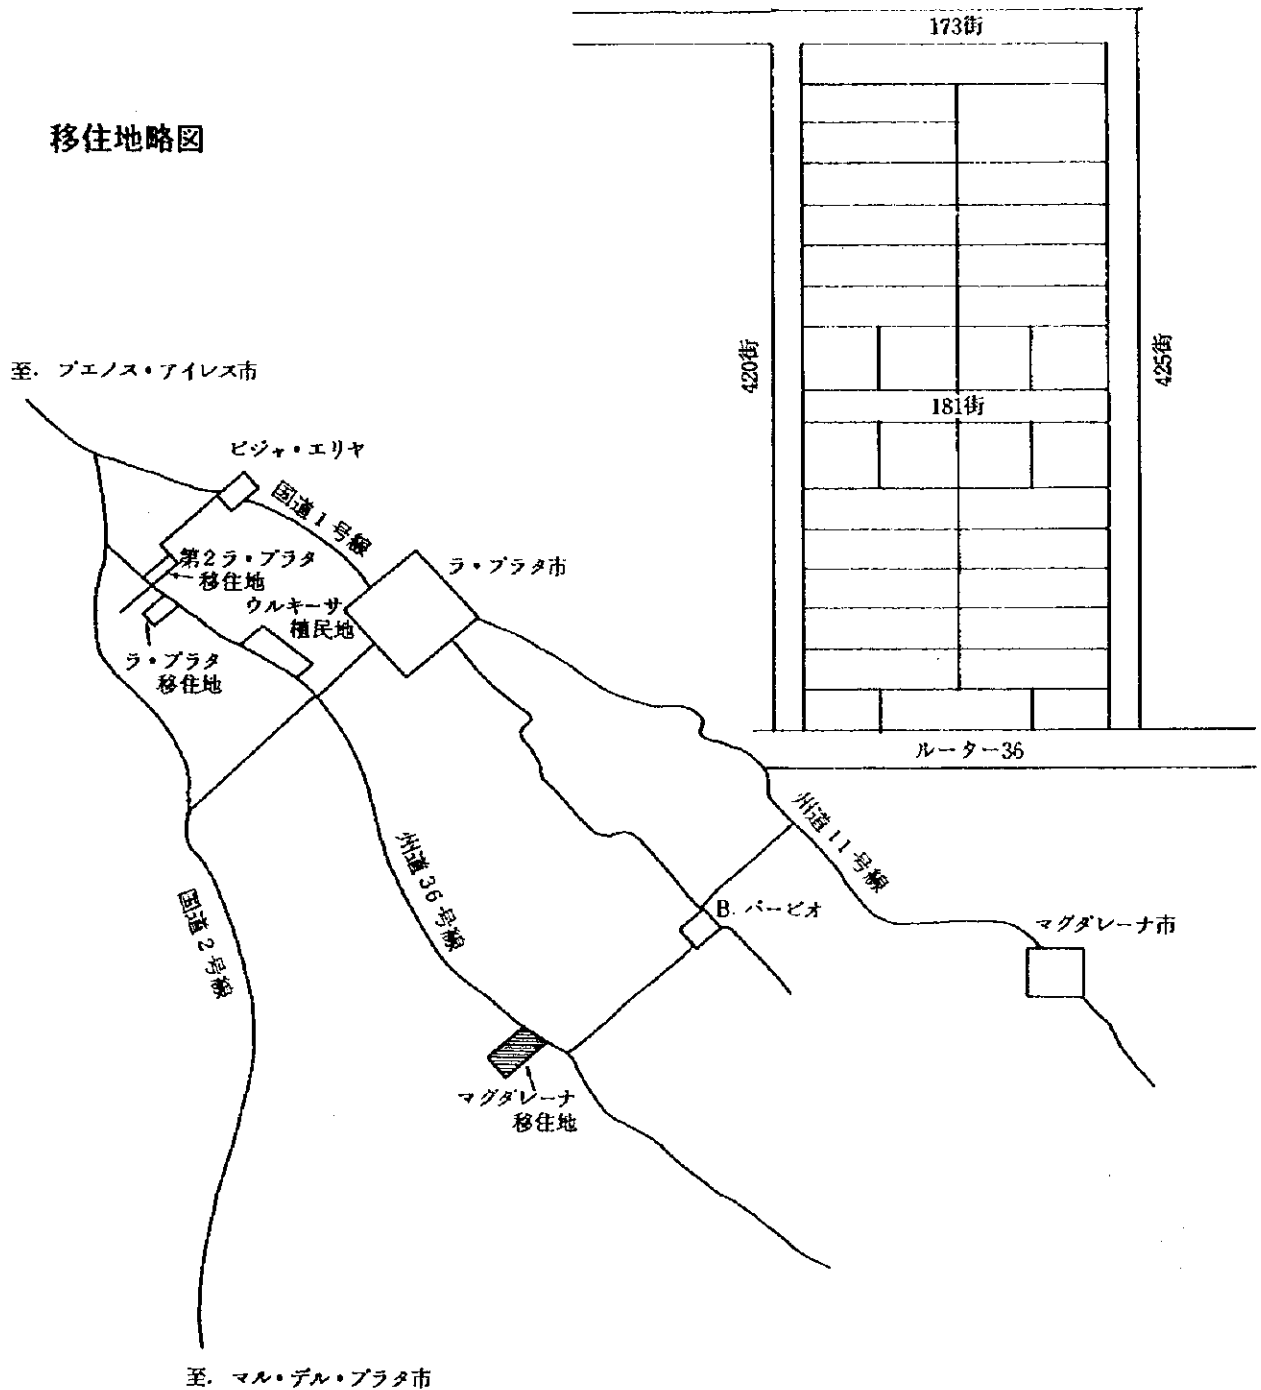 173街
移住地略図
420街
425街
181街
至. ブエノス・アイレス市
ビジャ・エリヤ
国道1号線
第2ラ・プラタ
移住地
ラ・プラタ市
ウルキーサ
植民地
ラ・プラタ
移住地
ルーター36
州道11号線
州道36号線
国道2号線
B. バービオ
マグダレーナ市
マグダレーナ
移住地
至. マル・デル・プラタ市